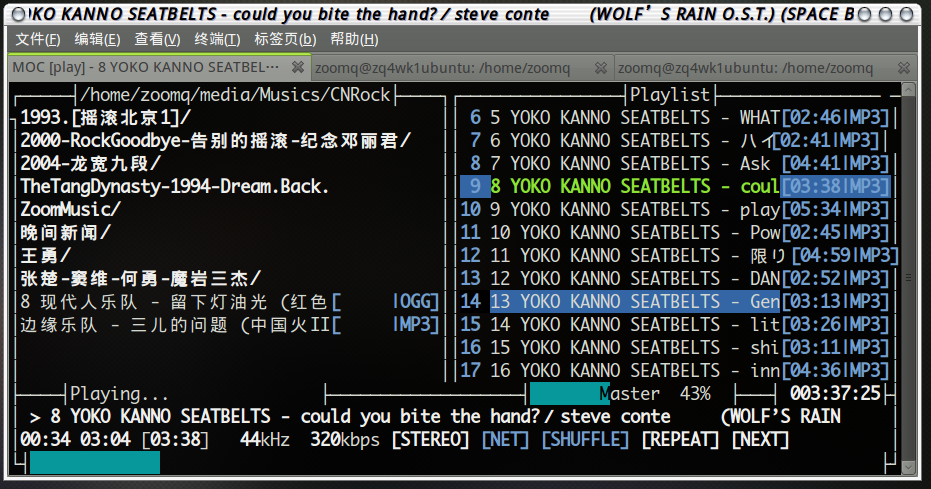 OKO KANNO SEATBELTS - could you bite the hand? / steve conte (WOLF’S RAIN O.S.T.) (SPACE B
文件(F) 编辑(E) 查看(V) 终端(T) 标签页(b) 帮助(H)
MOC [play] - 8 YOKO KANNO SEATBEL… zoomq@zq4wk1ubuntu: /home/zoomq zoomq@zq4wk1ubuntu: /home/zoomq
/home/zoomq/media/Musics/CNRock
1993.[摇滚北京1]/
2000-RockGoodbye-告别的摇滚-纪念邓丽君/
2004-龙宽九段/
TheTangDynasty-1994-Dream.Back.
ZoomMusic/
晚间新闻/
王勇/
张楚-窦维-何勇-魔岩三杰/
8 现代人乐队 - 留下灯油光 (红色[ |OGG]
边缘乐队 - 三儿的问题 (中国火II[ |MP3]
Playlist
6 5 YOKO KANNO SEATBELTS - WHAT[02:46|MP3]
7 6 YOKO KANNO SEATBELTS - ハイ[02:41|MP3]
8 7 YOKO KANNO SEATBELTS - Ask [04:41|MP3]
9 8 YOKO KANNO SEATBELTS - coul[03:38|MP3]
10 9 YOKO KANNO SEATBELTS - play[05:34|MP3]
11 10 YOKO KANNO SEATBELTS - Pow[02:45|MP3]
12 11 YOKO KANNO SEATBELTS - 限り[04:59|MP3]
13 12 YOKO KANNO SEATBELTS - DAN[02:52|MP3]
14 13 YOKO KANNO SEATBELTS - Gen[03:13|MP3]
15 14 YOKO KANNO SEATBELTS - lit[03:26|MP3]
16 15 YOKO KANNO SEATBELTS - shi[03:11|MP3]
17 16 YOKO KANNO SEATBELTS - inn[04:36|MP3]
Playing... Master 43% 003:37:25
> 8 YOKO KANNO SEATBELTS - could you bite the hand? / steve conte (WOLF’S RAIN
00:34 03:04 [03:38] 44kHz 320kbps [STEREO] [NET] [SHUFFLE] [REPEAT] [NEXT]